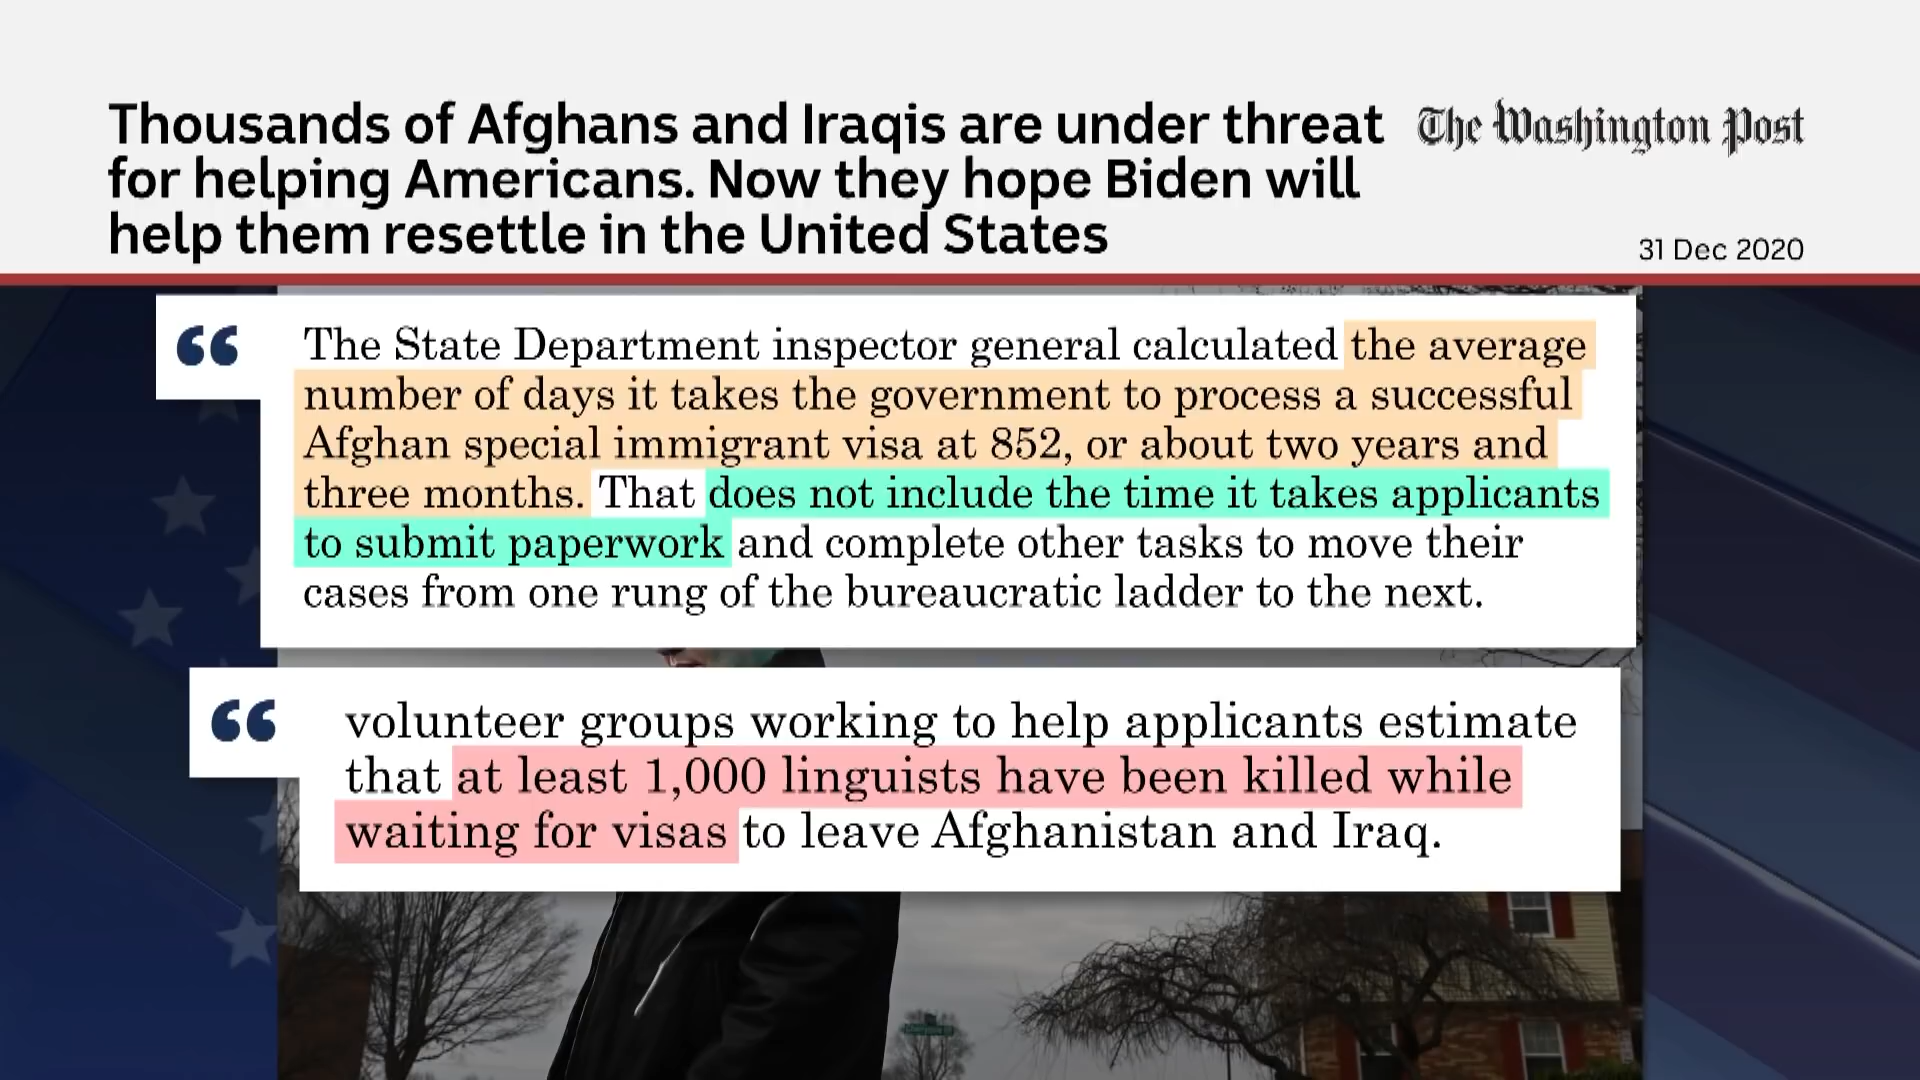 Thousands of Afghans and Iraqis are under threat
for helping Americans. Now they hope Biden will
help them resettle in the United States
The Washington Post
31 Dec 2020
“ The State Department inspector general calculated the average
number of days it takes the government to process a successful
Afghan special immigrant visa at 852, or about two years and
three months. That does not include the time it takes applicants
to submit paperwork and complete other tasks to move their
cases from one rung of the bureaucratic ladder to the next.
“ volunteer groups working to help applicants estimate
that at least 1,000 linguists have been killed while
waiting for visas to leave Afghanistan and Iraq.